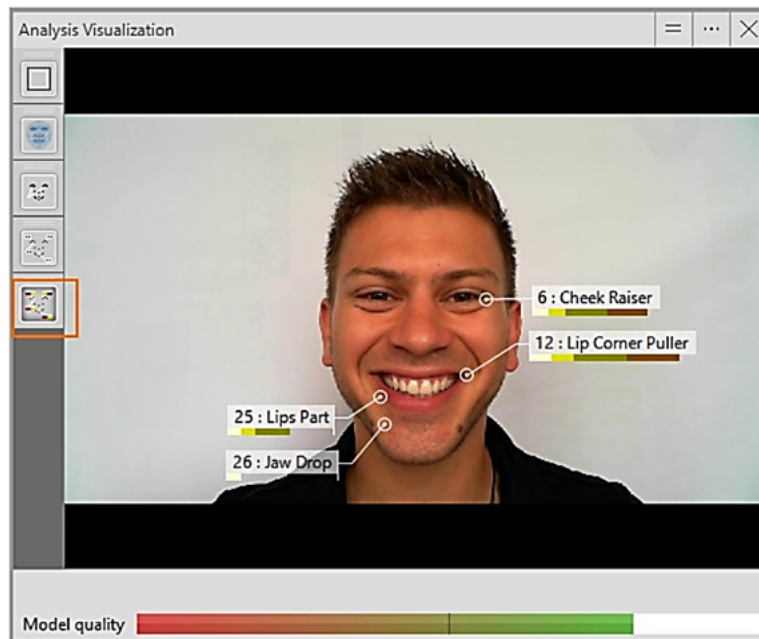 Analysis Visualization
6 : Cheek Raiser
12 : Lip Corner Puller
25 : Lips Part
26 : Jaw Drop
Model quality